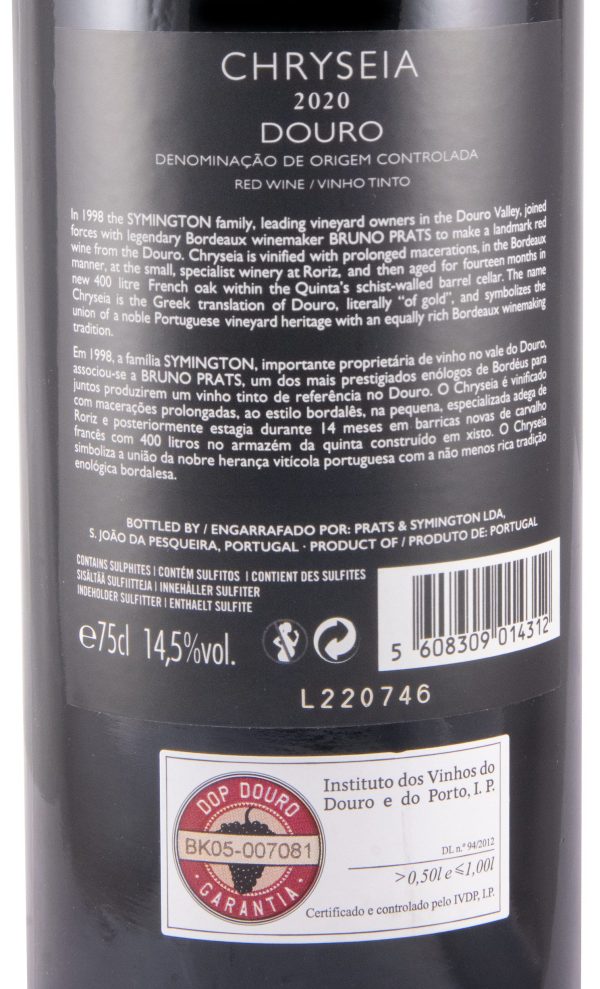 CHRYSEIA
2020
DOURO
DENOMINAÇÃO DE ORIGEM CONTROLADA
RED WINE / VINHO TINTO
In 1998 the SYMINGTON family, leading vineyard owners in the Douro Valley, joined
forces with legendary Bordeaux winemaker BRUNO PRATS to make a landmark red
wine from the Douro. Chryseia is vinified with prolonged macerations, in the Bordeaux
manner, at the small, specialist winery at Roriz, and then aged for fourteen months in
new 400 litre French oak within the Quinta's schist-walled barrel cellar. The name
Chryseia is the Greek translation of Douro, literally "of gold", and symbolizes the
union of a noble Portuguese vineyard heritage with an equally rich Bordeaux winemaking
tradition.
Em 1998, a família SYMINGTON, importante proprietária de vinho no vale do Douro,
associou-se a BRUNO PRATS, um dos mais prestigiados enólogos de Bordéus para
juntos produzirem um vinho tinto de referência no Douro. O Chryseia é vinificado
com macerações prolongadas, ao estilo bordalês, na pequena, especializada adega de
Roriz e posteriormente estagia durante 14 meses em barricas novas de carvalho
francês com 400 litros no armazém da quinta construído em xisto. O Chryseia
simboliza a união da nobre herança vitícola portuguesa com a não menos rica tradição
enológica bordalesa.
BOTTLED BY / ENGARRAFADO POR: PRATS & SYMINGTON LDA,
S. JOÃO DA PESQUEIRA, PORTUGAL · PRODUCT OF / PRODUTO DE: PORTUGAL
CONTAINS SULPHITES | CONTÉM SULFITOS | CONTIENT DES SULFITES
SISÄLTÄÄ SULFIITTEJA | INNEHÅLLER SULFITER
INDEHOLDER SULFITTER | ENTHAELT SULFITE
℮75cl 14,5%vol.
5 608309 014312
L220746
DOP DOURO
BK05-007081
· GARANTIA ·
Instituto dos Vinhos do
Douro e do Porto, I. P.
DL n.º 94/2012
>0,50l e ≤1,00l
Certificado e controlado pelo IVDP, I.P.